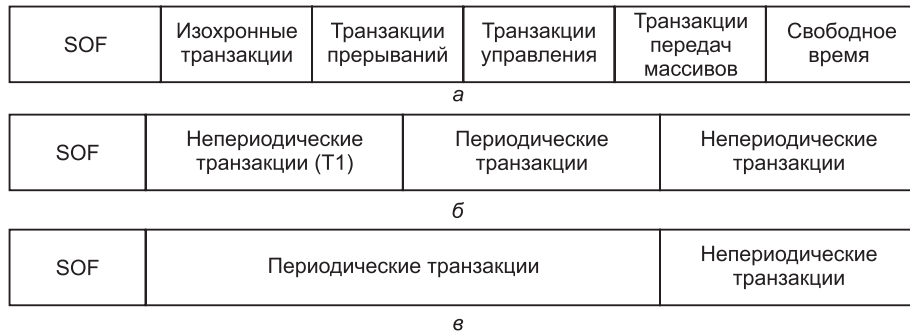 SOF
Изохронные
транзакции
Транзакции
прерываний
Транзакции
управления
Транзакции
передач
массивов
Свободное
время
а
SOF
Непериодические
транзакции (Т1)
Периодические
транзакции
Непериодические
транзакции
б
SOF
Периодические транзакции
Непериодические
транзакции
в